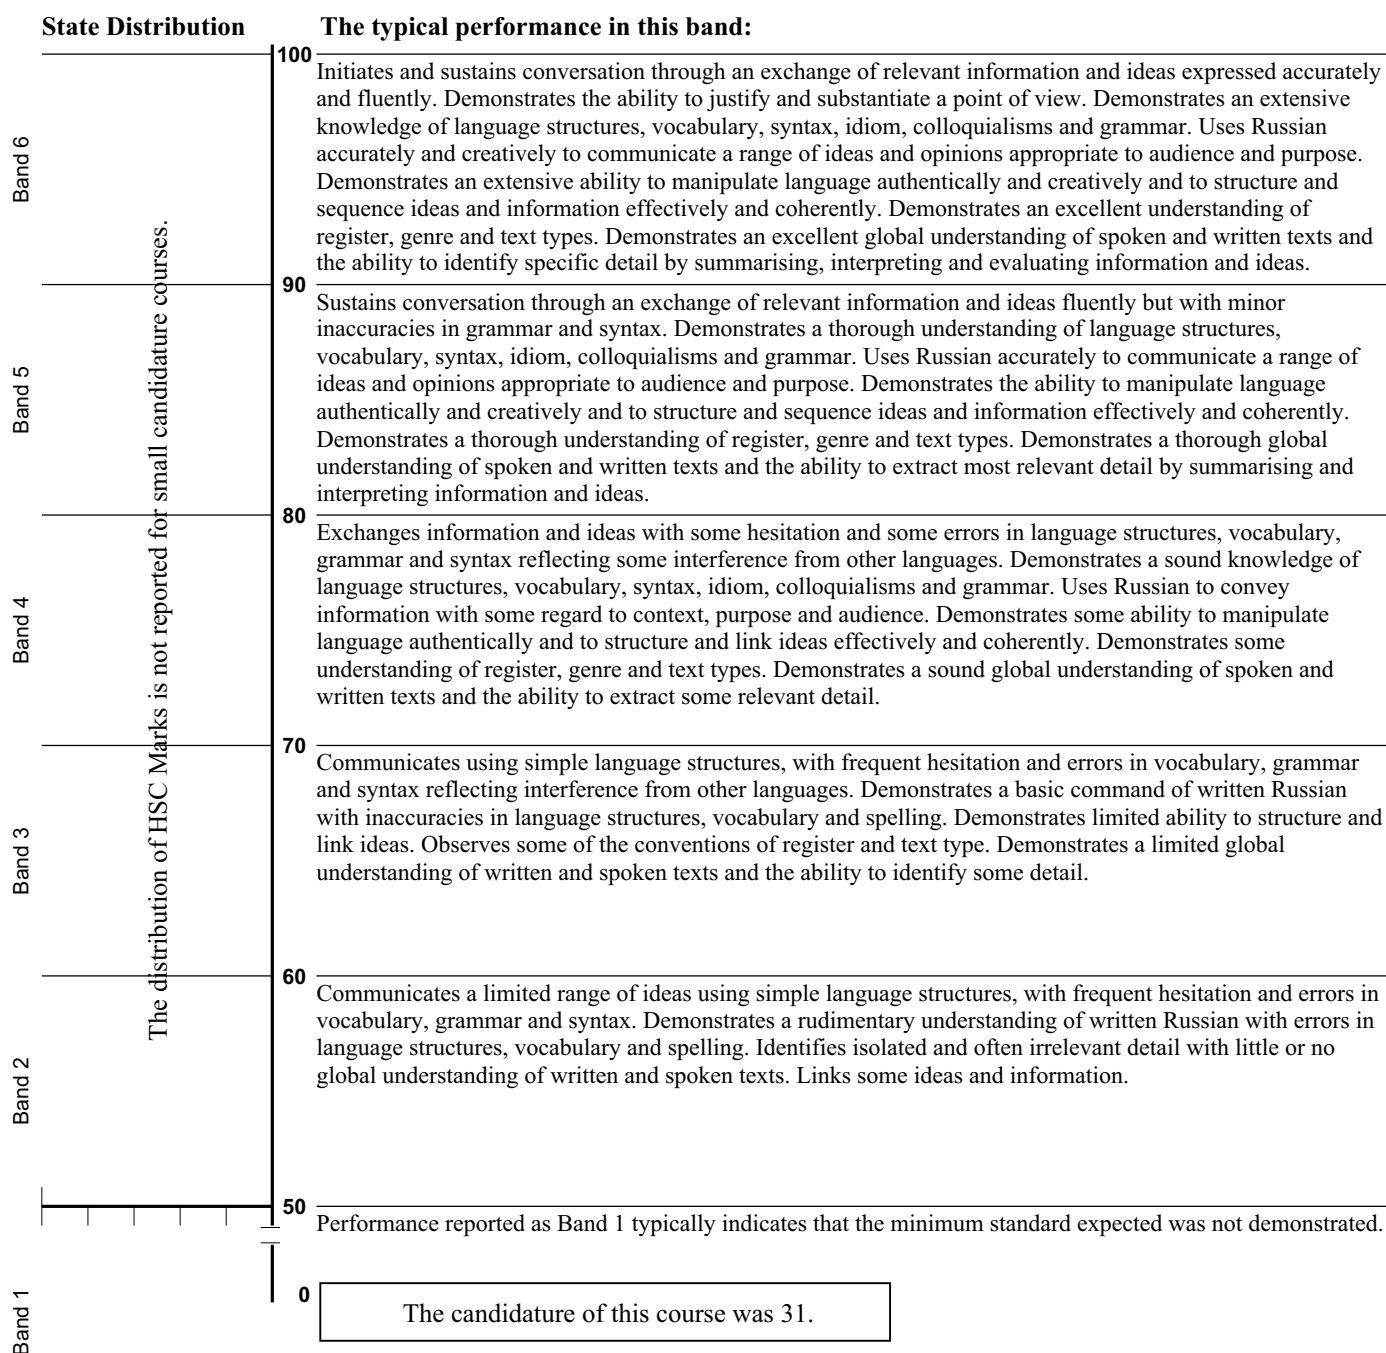 State Distribution
The typical performance in this band:
100
Band 6
Initiates and sustains conversation through an exchange of relevant information and ideas expressed accurately
and fluently. Demonstrates the ability to justify and substantiate a point of view. Demonstrates an extensive
knowledge of language structures, vocabulary, syntax, idiom, colloquialisms and grammar. Uses Russian
accurately and creatively to communicate a range of ideas and opinions appropriate to audience and purpose.
Demonstrates an extensive ability to manipulate language authentically and creatively and to structure and
sequence ideas and information effectively and coherently. Demonstrates an excellent understanding of
register, genre and text types. Demonstrates an excellent global understanding of spoken and written texts and
the ability to identify specific detail by summarising, interpreting and evaluating information and ideas.
The distribution of HSC Marks is not reported for small candidature courses.
90
Band 5
Sustains conversation through an exchange of relevant information and ideas fluently but with minor
inaccuracies in grammar and syntax. Demonstrates a thorough understanding of language structures,
vocabulary, syntax, idiom, colloquialisms and grammar. Uses Russian accurately to communicate a range of
ideas and opinions appropriate to audience and purpose. Demonstrates the ability to manipulate language
authentically and creatively and to structure and sequence ideas and information effectively and coherently.
Demonstrates a thorough understanding of register, genre and text types. Demonstrates a thorough global
understanding of spoken and written texts and the ability to extract most relevant detail by summarising and
interpreting information and ideas.
80
Band 4
Exchanges information and ideas with some hesitation and some errors in language structures, vocabulary,
grammar and syntax reflecting some interference from other languages. Demonstrates a sound knowledge of
language structures, vocabulary, syntax, idiom, colloquialisms and grammar. Uses Russian to convey
information with some regard to context, purpose and audience. Demonstrates some ability to manipulate
language authentically and to structure and link ideas effectively and coherently. Demonstrates some
understanding of register, genre and text types. Demonstrates a sound global understanding of spoken and
written texts and the ability to extract some relevant detail.
70
Band 3
Communicates using simple language structures, with frequent hesitation and errors in vocabulary, grammar
and syntax reflecting interference from other languages. Demonstrates a basic command of written Russian
with inaccuracies in language structures, vocabulary and spelling. Demonstrates limited ability to structure and
link ideas. Observes some of the conventions of register and text type. Demonstrates a limited global
understanding of written and spoken texts and the ability to identify some detail.
60
Band 2
Communicates a limited range of ideas using simple language structures, with frequent hesitation and errors in
vocabulary, grammar and syntax. Demonstrates a rudimentary understanding of written Russian with errors in
language structures, vocabulary and spelling. Identifies isolated and often irrelevant detail with little or no
global understanding of written and spoken texts. Links some ideas and information.
50
Performance reported as Band 1 typically indicates that the minimum standard expected was not demonstrated.
Band 1
0
The candidature of this course was 31.